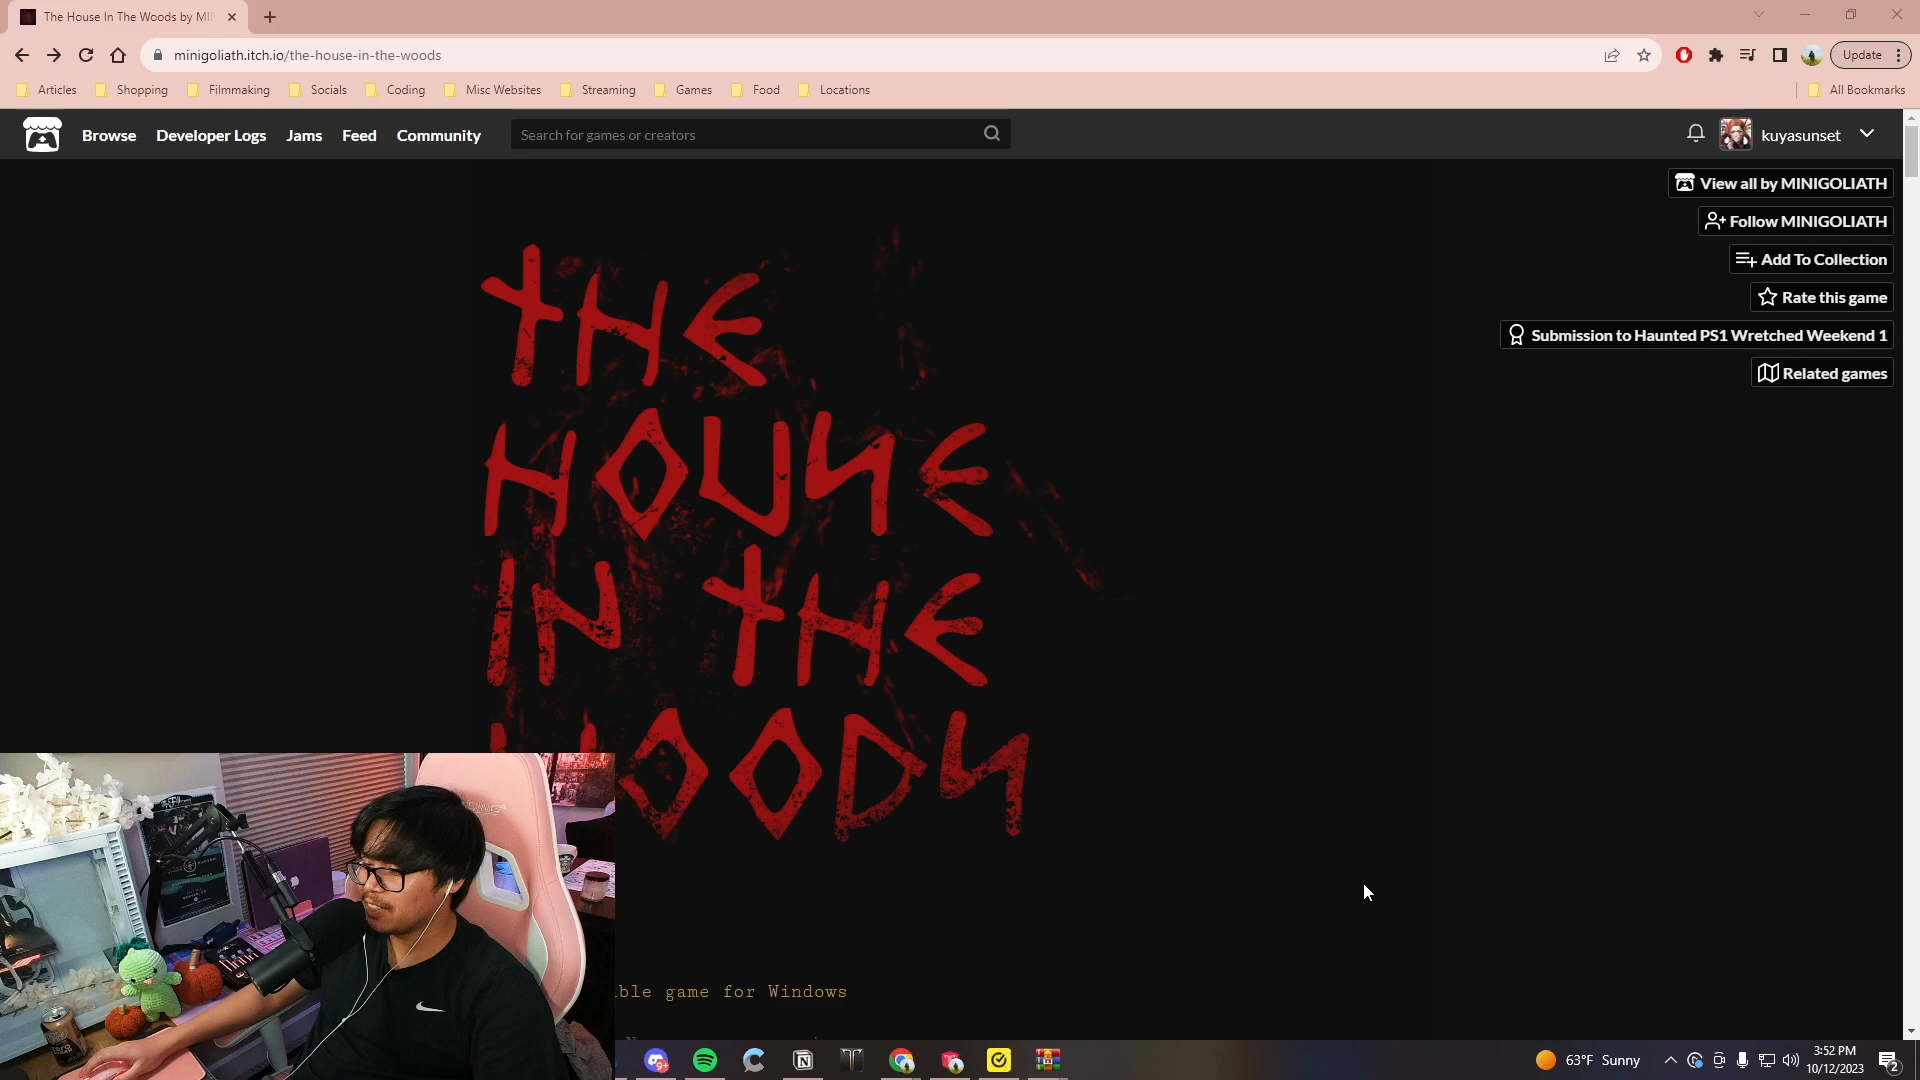 The House In The Woods by MI
minigoliath.itch.io/the-house-in-the-woods
Update
Articles
Shopping
Filmmaking
Socials
Coding
Misc Websites
Streaming
Games
Food
Locations
All Bookmarks
Browse
Developer Logs
Jams
Feed
Community
Search for games or creators
kuyasunset
View all by MINIGOLIATH
Follow MINIGOLIATH
Add To Collection
Rate this game
Submission to Haunted PS1 Wretched Weekend 1
Related games
THE
HOUSE
IN THE
WOODS
able game for Windows
9+
63°F Sunny
3:52 PM
10/12/2023
2